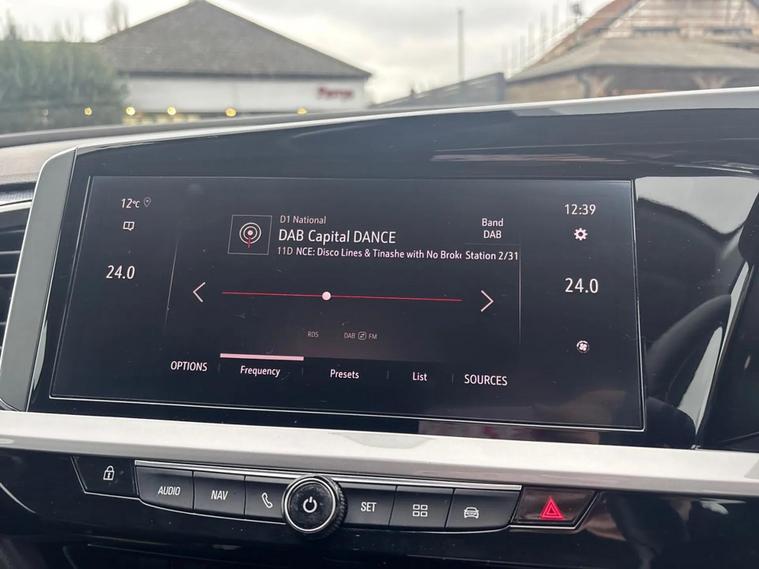 12°C
D1 National
DAB Capital DANCE
11D NCE: Disco Lines & Tinashe with No Broke Station 2/31
Band
DAB
12:39
24.0
24.0
RDS
DAB FM
OPTIONS
Frequency
Presets
List
SOURCES
AUDIO
NAV
SET